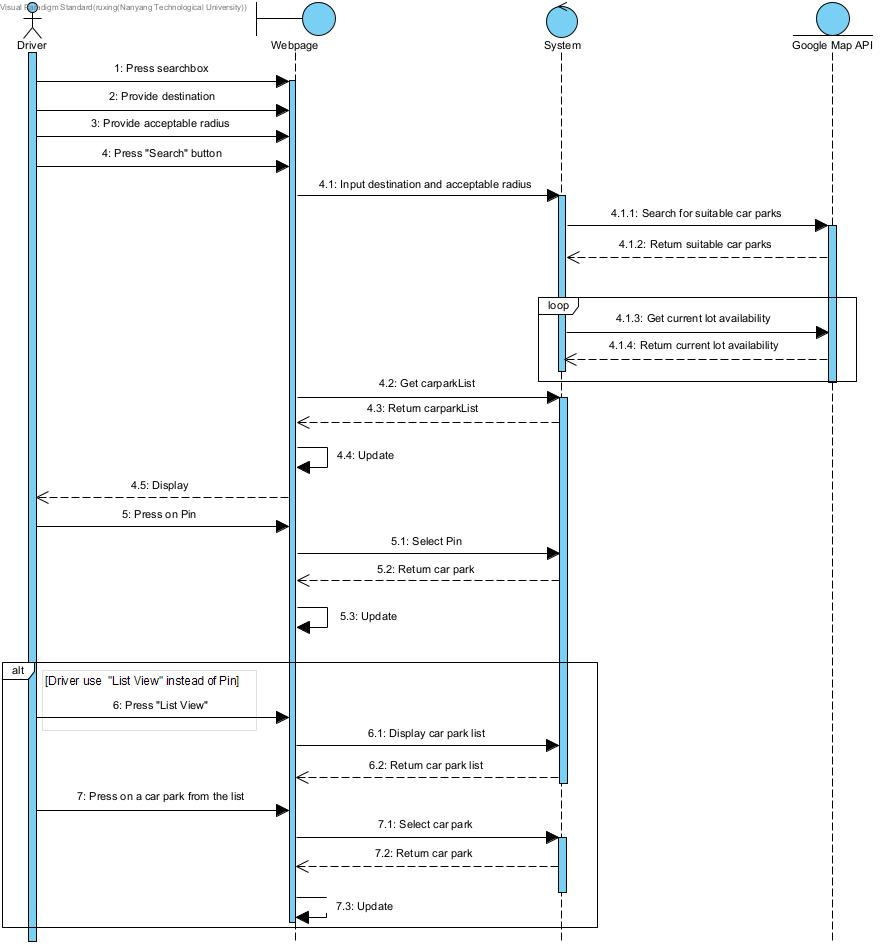 Visual Paradigm Standard(ruxing(Nanyang Technological University))
Driver
Webpage
System
Google Map API
1: Press searchbox
2: Provide destination
3: Provide acceptable radius
4: Press "Search" button
4.1: Input destination and acceptable radius
4.1.1: Search for suitable car parks
4.1.2: Return suitable car parks
loop
4.1.3: Get current lot availability
4.1.4: Return current lot availability
4.2: Get carparkList
4.3: Return carparkList
4.4: Update
4.5: Display
5: Press on Pin
5.1: Select Pin
5.2: Return car park
5.3: Update
alt
[Driver use "List View" instead of Pin]
6: Press "List View"
6.1: Display car park list
6.2: Return car park list
7: Press on a car park from the list
7.1: Select car park
7.2: Return car park
7.3: Update